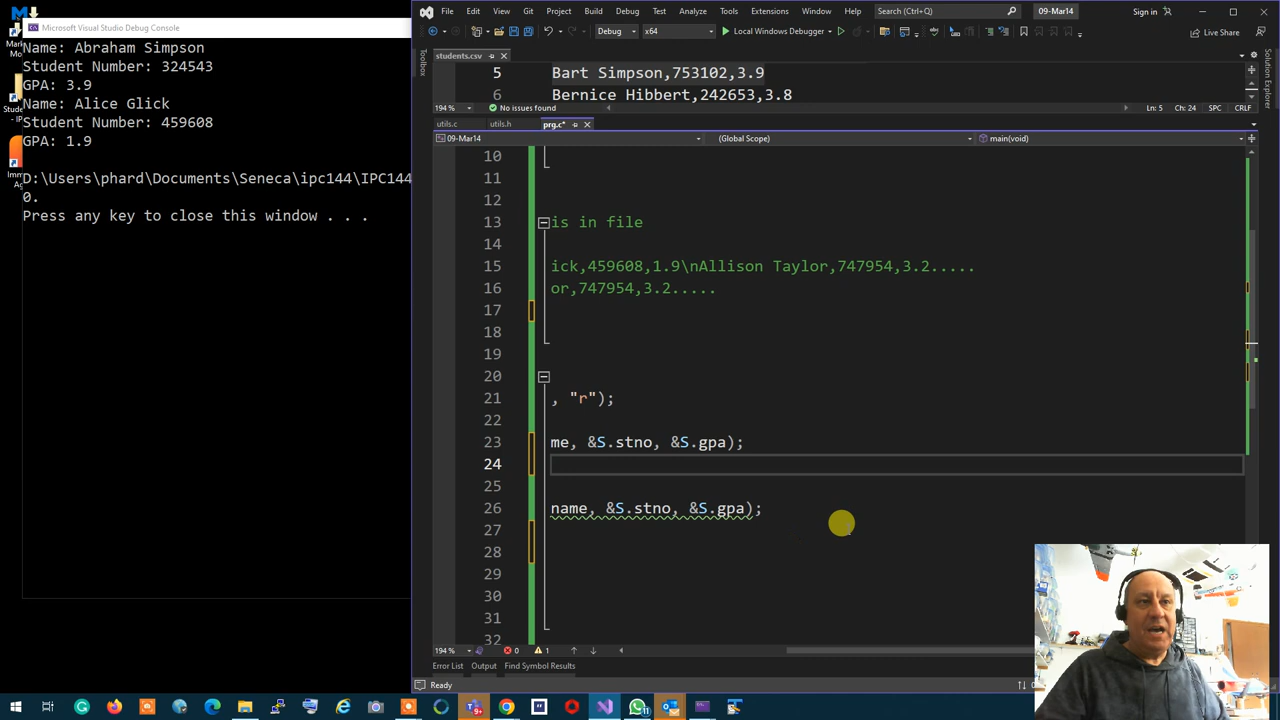 Microsoft Visual Studio Debug Console
Name: Abraham Simpson
Student Number: 324543
GPA: 3.9
Name: Alice Glick
Student Number: 459608
GPA: 1.9
D:\Users\phard\Documents\Seneca\ipc144\IPC144
0.
Press any key to close this window . . .
File Edit View Git Project Build Debug Test Analyze
Tools Extensions Window Help Search (Ctrl+Q) 09-Mar14 Sign in
Debug x64 Local Windows Debugger Live Share
Toolbox
Solution Explorer
students.csv
5 Bart Simpson,753102,3.9
6 Bernice Hibbert,242653,3.8
194 % No issues found Ln: 5 Ch: 24 SPC CRLF
utils.c utils.h prg.c*
09-Mar14 (Global Scope) main(void)
10
11
12
13 is in file
14
15 ick,459608,1.9\nAllison Taylor,747954,3.2.....
16 or,747954,3.2.....
17
18
19
20
21 , "r");
22
23 me, &S.stno, &S.gpa);
24
25
26 name, &S.stno, &S.gpa);
27
28
29
30
31
32
194 % 0 1
Error List Output Find Symbol Results
Ready